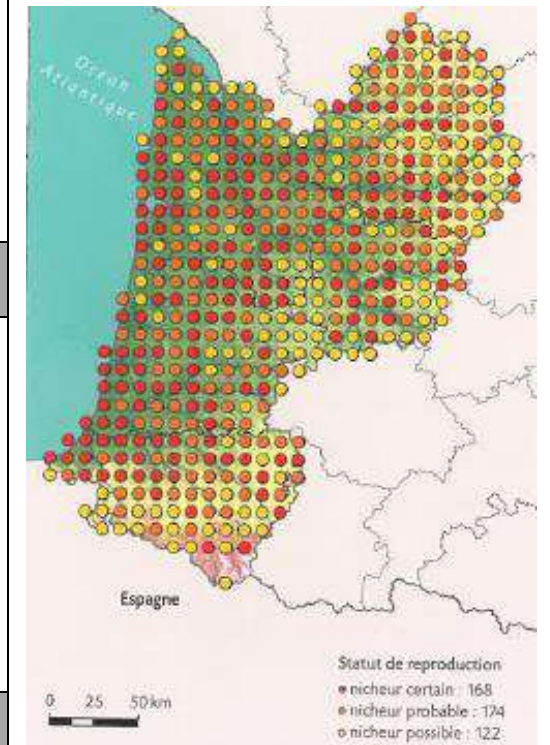 Océan
Atlantique
Espagne
Statut de reproduction
nicheur certain : 168
nicheur probable : 174
nicheur possible : 122
0 25 50 km